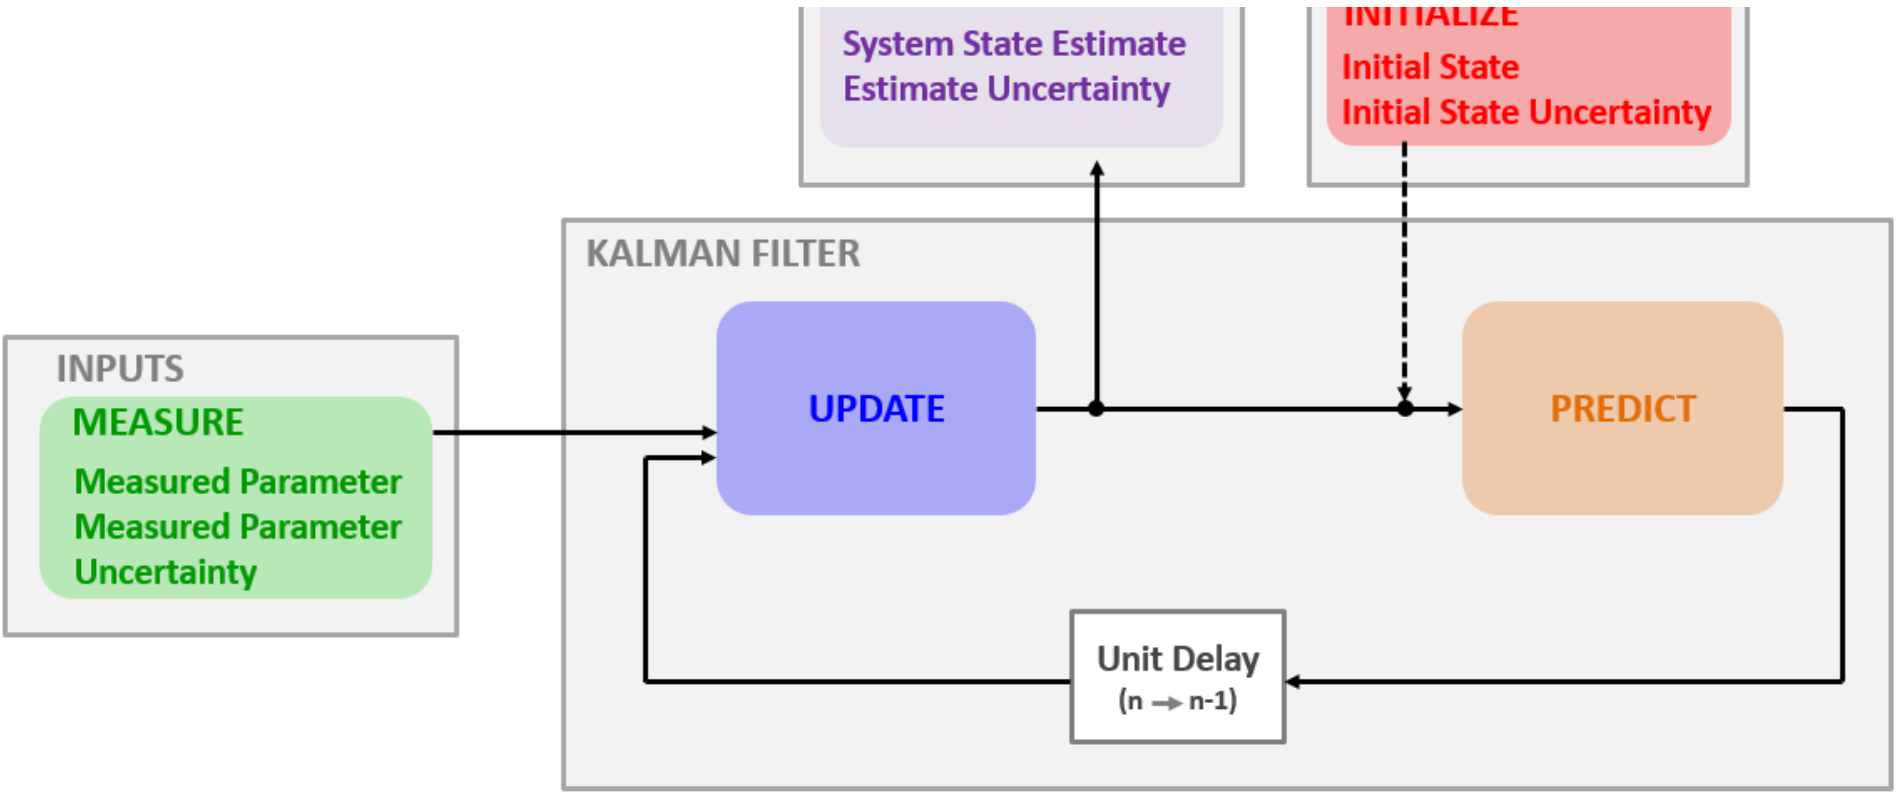 System State Estimate
Estimate Uncertainty
INITIALIZE
Initial State
Initial State Uncertainty
KALMAN FILTER
INPUTS
MEASURE
Measured Parameter
Measured Parameter
Uncertainty
UPDATE
PREDICT
Unit Delay
(n → n-1)